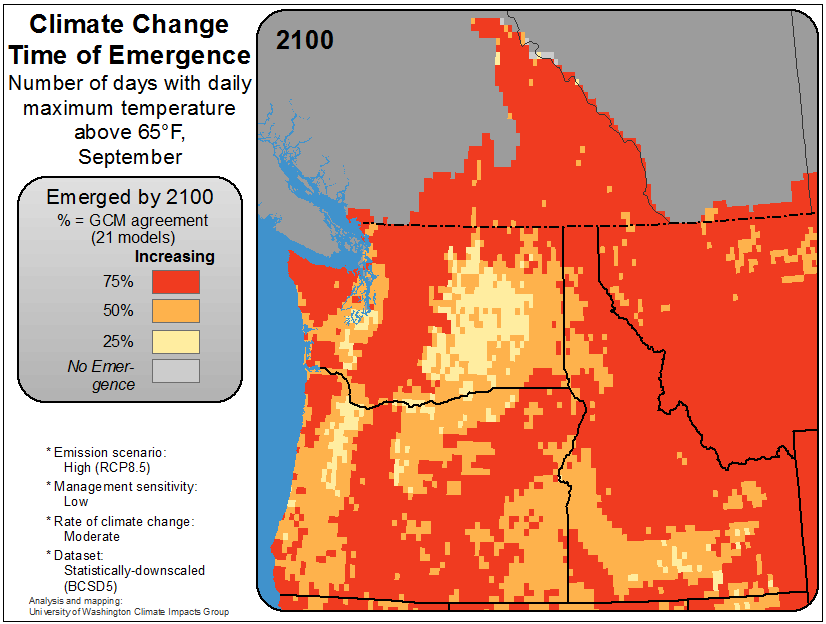 Climate Change
Time of Emergence
Number of days with daily
maximum temperature
above 65°F,
September
Emerged by 2100
% = GCM agreement
(21 models)
Increasing
75%
50%
25%
No Emer-
gence
* Emission scenario:
High (RCP8.5)
* Management sensitivity:
Low
* Rate of climate change:
Moderate
* Dataset:
Statistically-downscaled
(BCSD5)
Analysis and mapping:
University of Washington Climate Impacts Group
2100